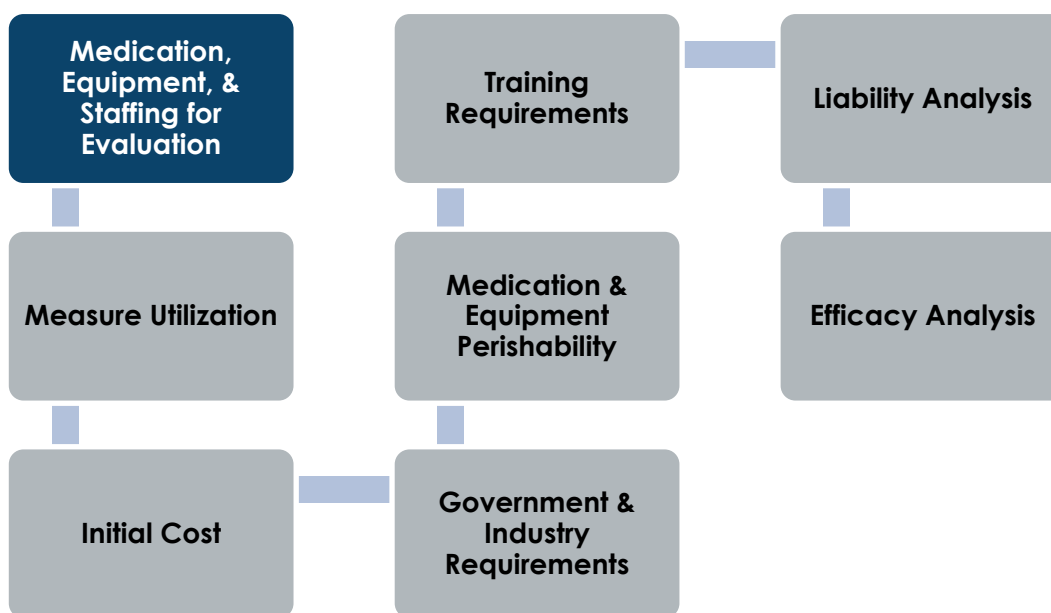 Medication,
Equipment, &
Staffing for
Evaluation
Measure Utilization
Initial Cost
Government &
Industry
Requirements
Medication &
Equipment
Perishability
Training
Requirements
Liability Analysis
Efficacy Analysis